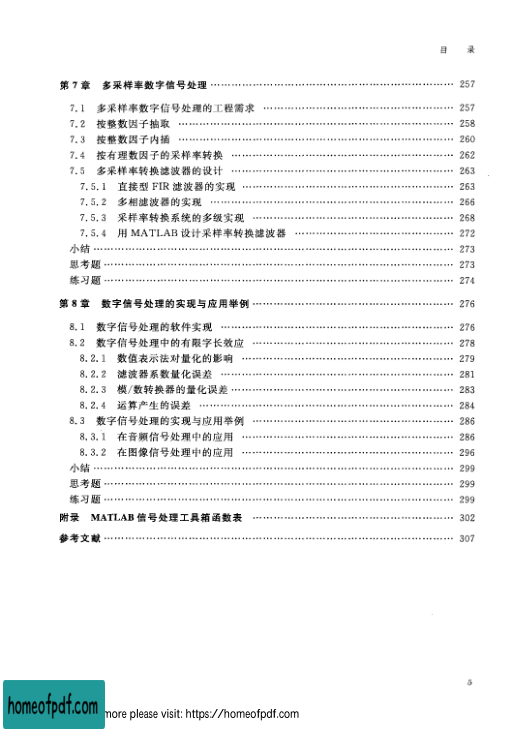 目 录
第7章 多采样率数字信号处理 …… 257
7.1 多采样率数字信号处理的工程需求 …… 257
7.2 按整数因子抽取 …… 258
7.3 按整数因子内插 …… 260
7.4 按有理数因子的采样率转换 …… 262
7.5 多采样率转换滤波器的设计 …… 263
7.5.1 直接型 FIR 滤波器的实现 …… 263
7.5.2 多相滤波器的实现 …… 266
7.5.3 采样率转换系统的多级实现 …… 268
7.5.4 用 MATLAB 设计采样率转换滤波器 …… 272
小结 …… 273
思考题 …… 273
练习题 …… 274
第8章 数字信号处理的实现与应用举例 …… 276
8.1 数字信号处理的软件实现 …… 276
8.2 数字信号处理中的有限字长效应 …… 278
8.2.1 数值表示法对量化的影响 …… 279
8.2.2 滤波器系数量化误差 …… 281
8.2.3 模/数转换器的量化误差 …… 283
8.2.4 运算产生的误差 …… 284
8.3 数字信号处理的实现与应用举例 …… 286
8.3.1 在音频信号处理中的应用 …… 286
8.3.2 在图像信号处理中的应用 …… 296
小结 …… 299
思考题 …… 299
练习题 …… 299
附录 MATLAB 信号处理工具箱函数表 …… 302
参考文献 …… 307
5
homeofpdf.com
more please visit: https://homeofpdf.com